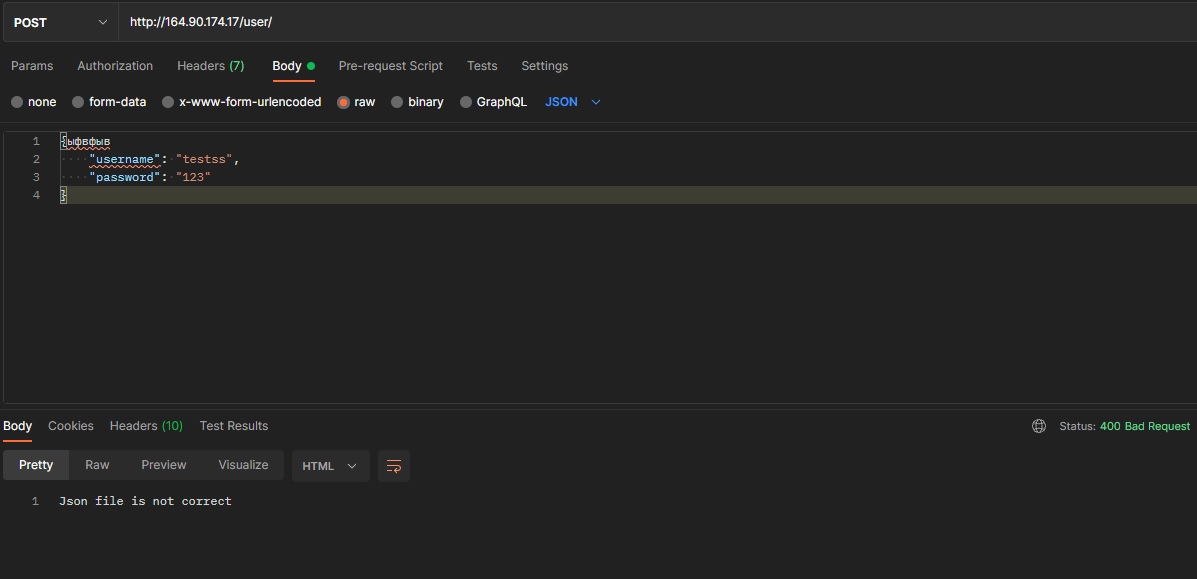 POST http://164.90.174.17/user/
Params Authorization Headers (7) Body Pre-request Script Tests Settings
none form-data x-www-form-urlencoded raw binary GraphQL JSON
1 {ыфвфыв
2 "username": "testss",
3 "password": "123"
4 }
Body Cookies Headers (10) Test Results Status: 400 Bad Request
Pretty Raw Preview Visualize HTML
1 Json file is not correct